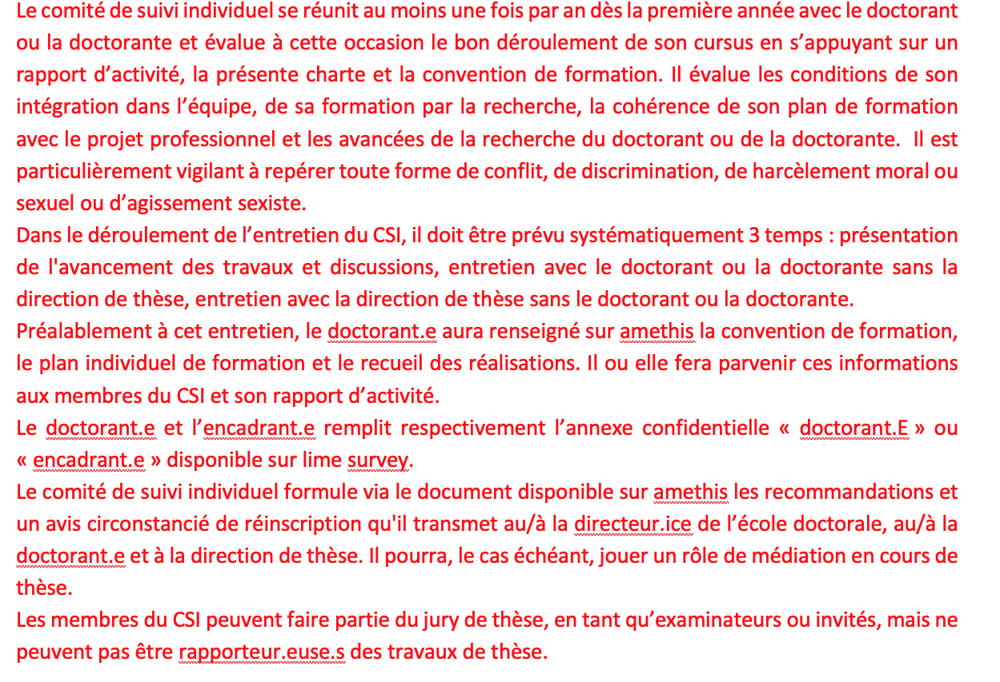 Le comité de suivi individuel se réunit au moins une fois par an dès la première année avec le doctorant
ou la doctorante et évalue à cette occasion le bon déroulement de son cursus en s’appuyant sur un
rapport d’activité, la présente charte et la convention de formation. Il évalue les conditions de son
intégration dans l’équipe, de sa formation par la recherche, la cohérence de son plan de formation
avec le projet professionnel et les avancées de la recherche du doctorant ou de la doctorante.  Il est
particulièrement vigilant à repérer toute forme de conflit, de discrimination, de harcèlement moral ou
sexuel ou d’agissement sexiste.
Dans le déroulement de l’entretien du CSI, il doit être prévu systématiquement 3 temps : présentation
de l'avancement des travaux et discussions, entretien avec le doctorant ou la doctorante sans la
direction de thèse, entretien avec la direction de thèse sans le doctorant ou la doctorante.
Préalablement à cet entretien, le doctorant.e aura renseigné sur amethis la convention de formation,
le plan individuel de formation et le recueil des réalisations. Il ou elle fera parvenir ces informations
aux membres du CSI et son rapport d’activité.
Le doctorant.e et l’encadrant.e remplit respectivement l’annexe confidentielle « doctorant.E » ou
« encadrant.e » disponible sur lime survey.
Le comité de suivi individuel formule via le document disponible sur amethis les recommandations et
un avis circonstancié de réinscription qu'il transmet au/à la directeur.ice de l’école doctorale, au/à la
doctorant.e et à la direction de thèse. Il pourra, le cas échéant, jouer un rôle de médiation en cours de
thèse.
Les membres du CSI peuvent faire partie du jury de thèse, en tant qu’examinateurs ou invités, mais ne
peuvent pas être rapporteur.euse.s des travaux de thèse.